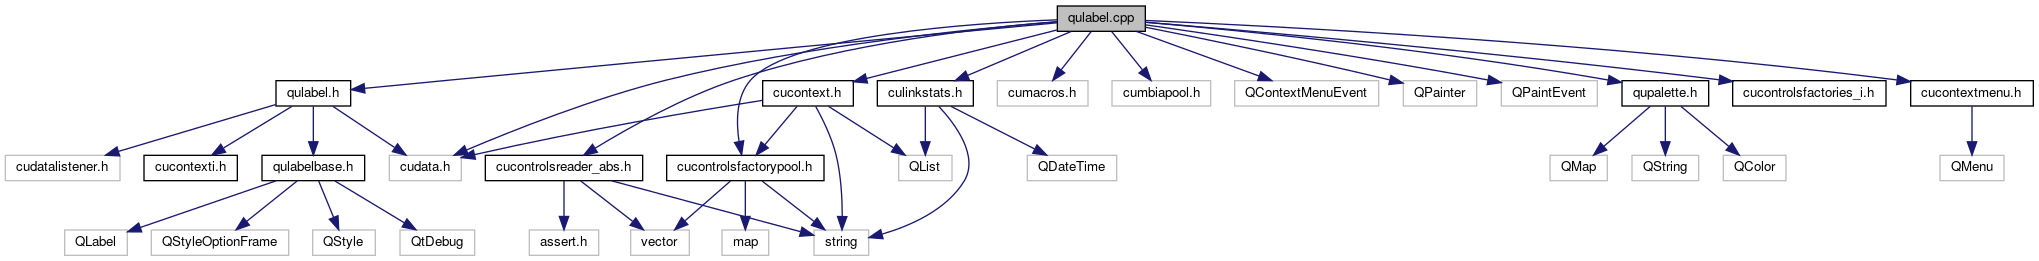 qulabel.cpp
qulabel.h
cucontext.h
culinkstats.h
cumacros.h
cumbiapool.h
QContextMenuEvent
QPainter
QPaintEvent
qupalette.h
cucontrolsfactories_i.h
cucontextmenu.h
cudatalistener.h
cucontexti.h
qulabelbase.h
cudata.h
cucontrolsreader_abs.h
cucontrolsfactorypool.h
QList
QDateTime
QMap
QString
QColor
QMenu
QLabel
QStyleOptionFrame
QStyle
QtDebug
assert.h
vector
map
string